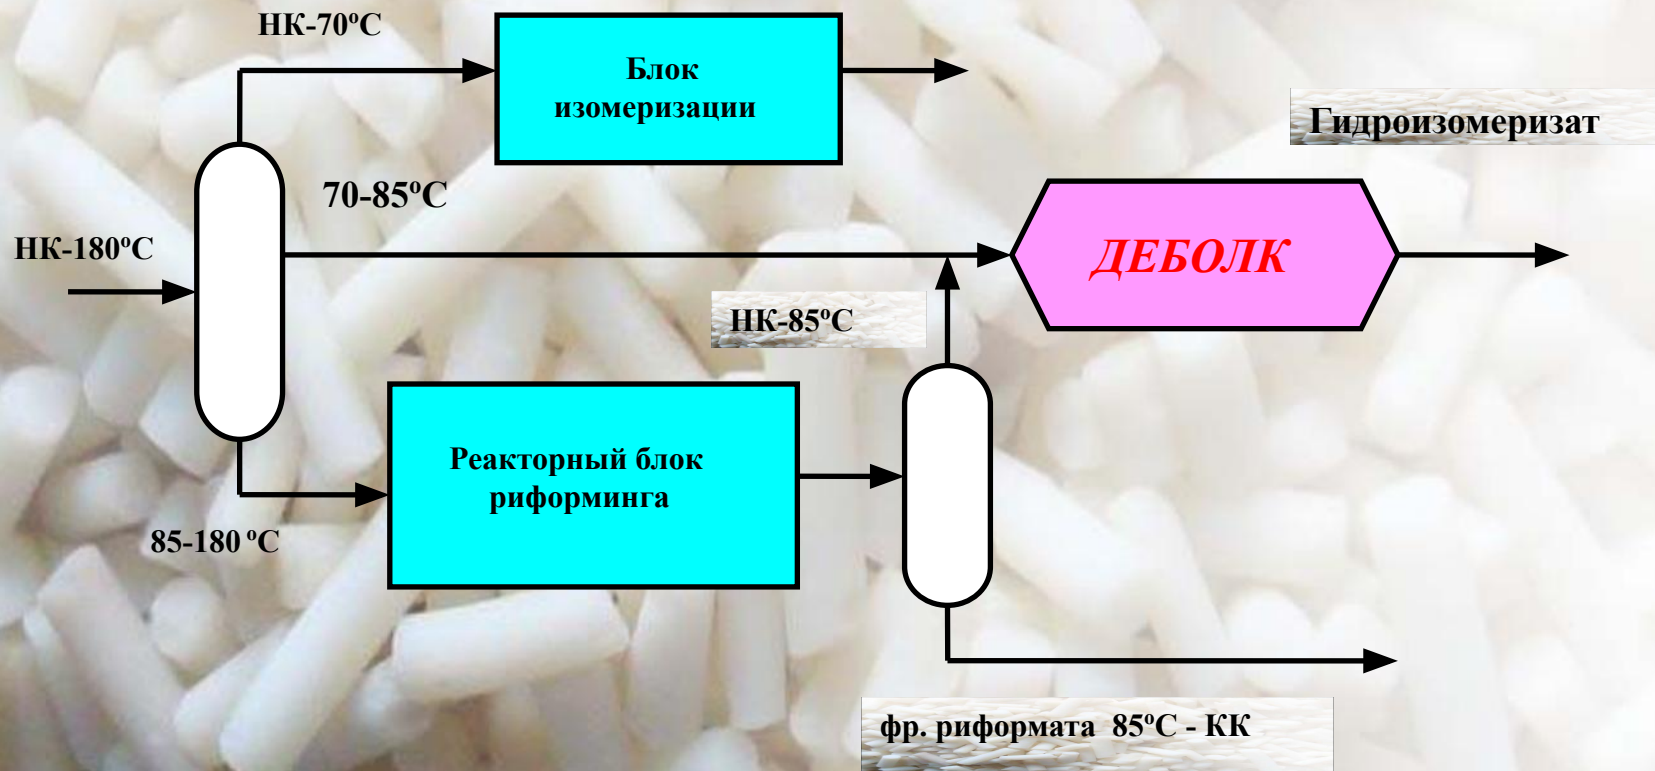 НК-70ºС
Блок
изомеризации
Гидроизомеризат
70-85ºС
НК-180ºС
ДЕБОЛК
НК-85ºС
Реакторный блок
риформинга
85-180 ºС
фр. риформата 85ºС - КК